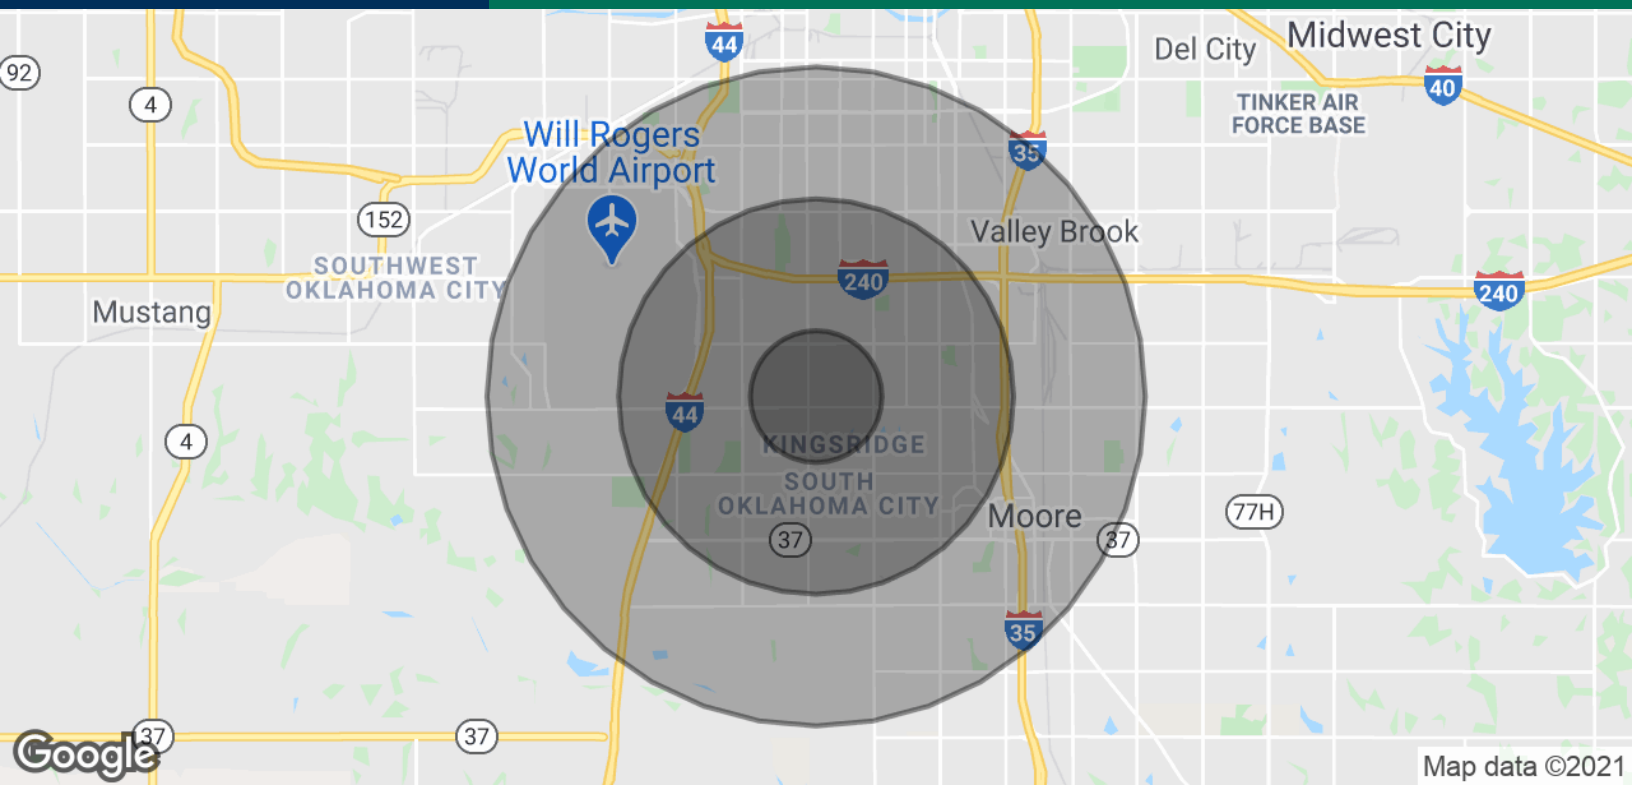 44
Del City
Midwest City
92
4
40
TINKER AIR
FORCE BASE
Will Rogers
World Airport
35
152
Valley Brook
SOUTHWEST
OKLAHOMA CITY
240
240
Mustang
44
4
KINGSRIDGE
SOUTH
OKLAHOMA CITY
Moore
77H
37
37
35
37
37
Google
Map data ©2021